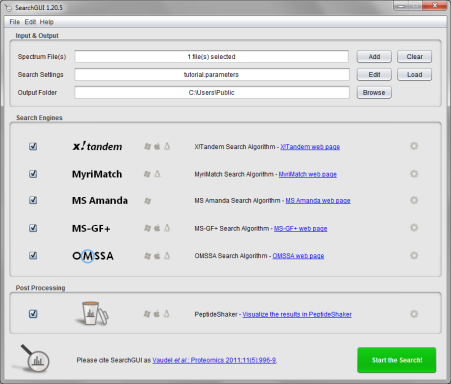 SearchGUI 1.20.5
File Edit Help
Input & Output
Spectrum File(s) 1 file(s) selected Add Clear
Search Settings tutorial.parameters Edit Load
Output Folder C:\Users\Public Browse
Search Engines
X!tandem X!Tandem Search Algorithm - X!Tandem web page
MyriMatch MyriMatch Search Algorithm - MyriMatch web page
MS Amanda MS Amanda Search Algorithm - MS Amanda web page
MS-GF+ MS-GF+ Search Algorithm - MS-GF+ web page
OMSSA OMSSA Search Algorithm - OMSSA web page
Post Processing
PeptideShaker - Visualize the results in PeptideShaker
Please cite SearchGUI as Vaudel et al.: Proteomics 2011;11(5):996-9. Start the Search!